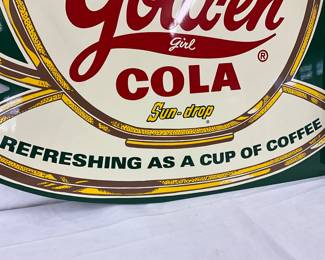 Golden
Girl
COLA ®
Sun-drop
REFRESHING AS A CUP OF COFFEE